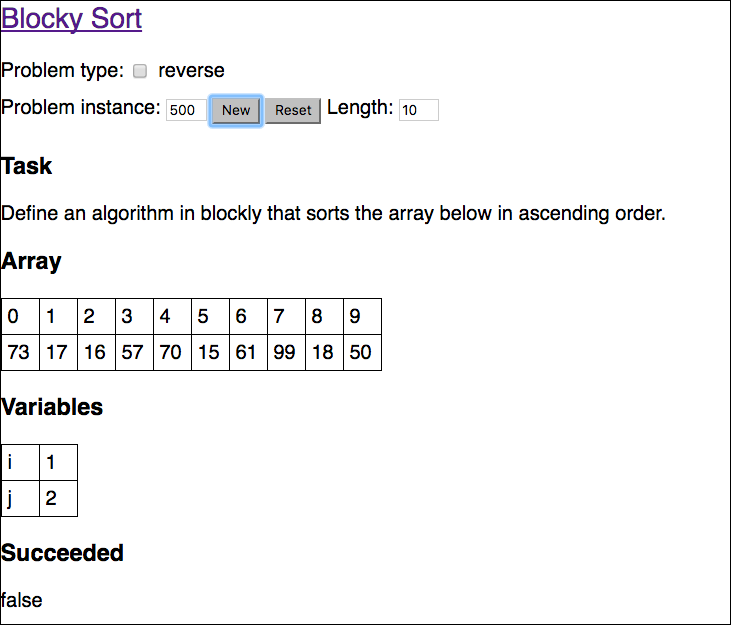 Blocky Sort
Problem type: reverse
Problem instance: 500 New Reset Length: 10
Task
Define an algorithm in blockly that sorts the array below in ascending order.
Array
0 1 2 3 4 5 6 7 8 9
73 17 16 57 70 15 61 99 18 50
Variables
i 1
j 2
Succeeded
false